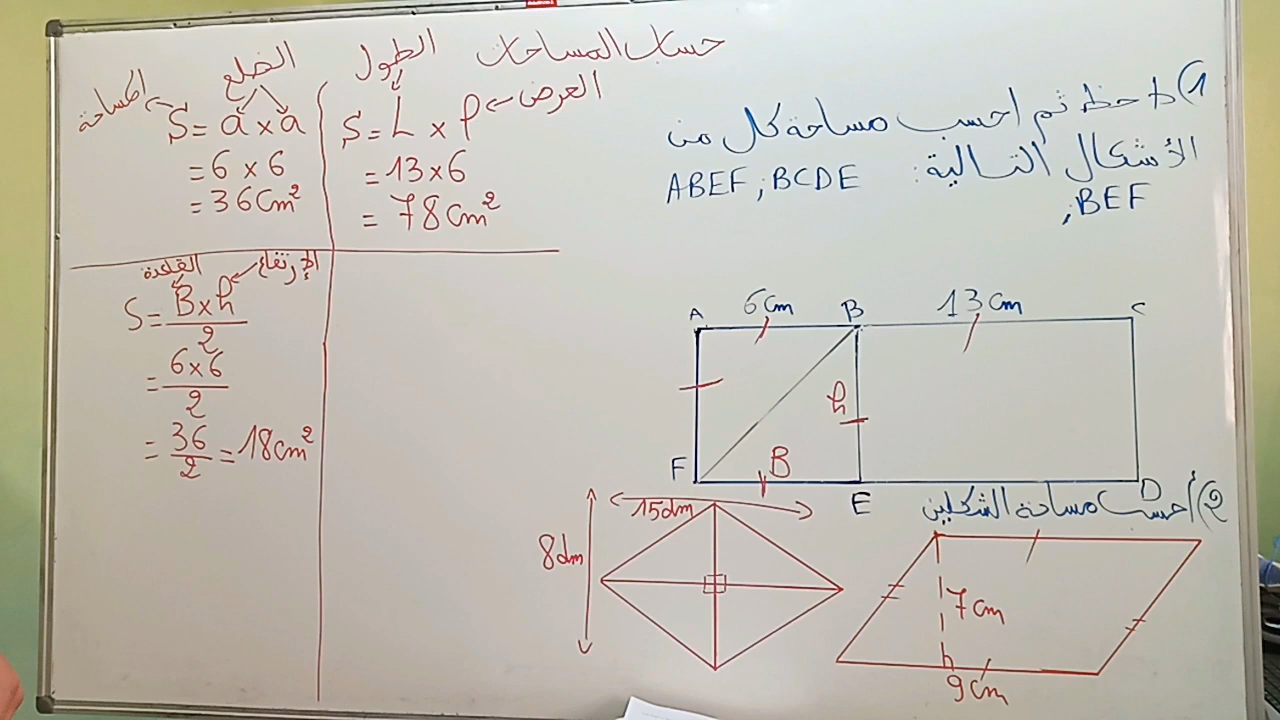 حساب المساحات
1) لاحظ ثم احسب مساحة كل من
الأشكال التالية: ABEF ; BCDE
; BEF
الطول
العرض
S = L x l
= 13 x 6
= 78 cm²
الضلع
المساحة
S = a x a
= 6 x 6
= 36 cm²
القاعدة
الإرتفاع
S = B x h / 2
= 6 x 6 / 2
= 36 / 2 = 18 cm²
A 6 cm B 13 cm C
h
B
F E D
2) أحسب مساحة الشكلين
15 dm
8 dm
7 cm
9 cm